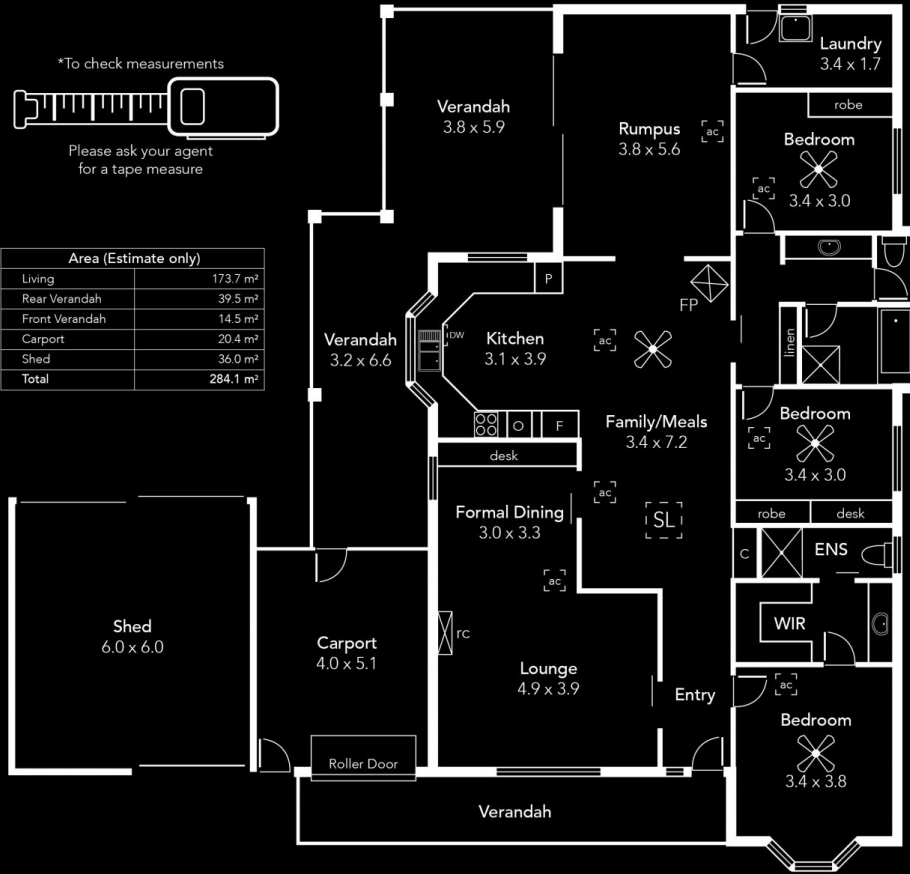 *To check measurements
Please ask your agent
for a tape measure
Area (Estimate only)
Living 173.7 m²
Rear Verandah 39.5 m²
Front Verandah 14.5 m²
Carport 20.4 m²
Shed 36.0 m²
Total 284.1 m²
Verandah
3.8 x 5.9
Rumpus
3.8 x 5.6
ac
Laundry
3.4 x 1.7
robe
Bedroom
3.4 x 3.0
ac
P
FP
Verandah
3.2 x 6.6
DW
Kitchen
3.1 x 3.9
ac
linen
O
F
Family/Meals
3.4 x 7.2
Bedroom
3.4 x 3.0
ac
robe
desk
desk
Formal Dining
3.0 x 3.3
ac
SL
ac
C
ENS
WIR
Shed
6.0 x 6.0
Carport
4.0 x 5.1
rc
Lounge
4.9 x 3.9
Entry
ac
Bedroom
3.4 x 3.8
Roller Door
Verandah